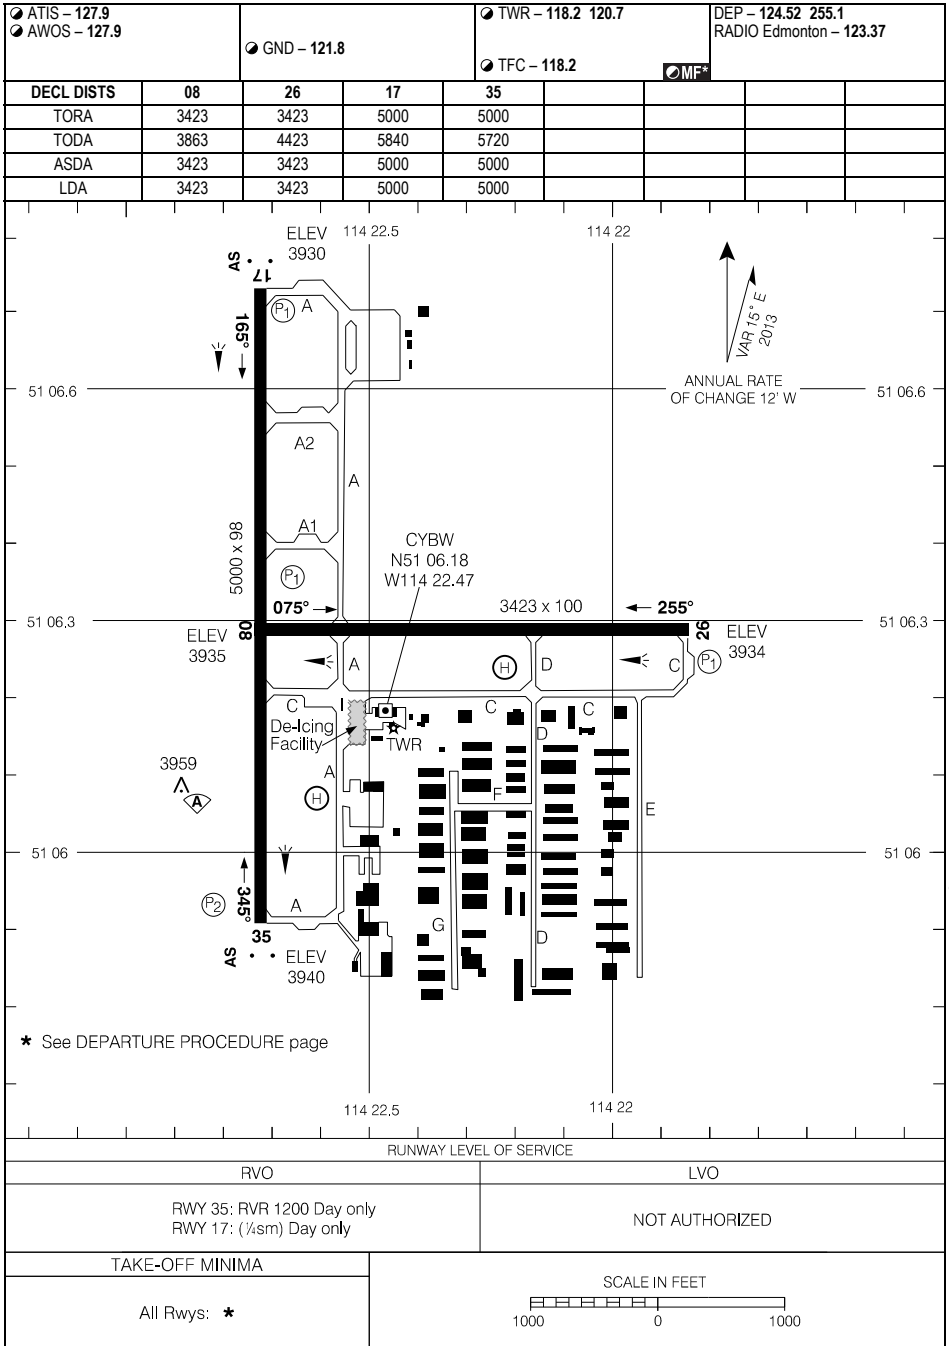 ATIS – 127.9
AWOS – 127.9
GND – 121.8
TWR – 118.2 120.7
TFC – 118.2
MF*
DEP – 124.52 255.1
RADIO Edmonton – 123.37
DECL DISTS 08 26 17 35
TORA 3423 3423 5000 5000
TODA 3863 4423 5840 5720
ASDA 3423 3423 5000 5000
LDA 3423 3423 5000 5000
ELEV
3930
114 22.5
114 22
AS
17
P1
A
165°
VAR 15° E
2013
ANNUAL RATE
OF CHANGE 12' W
51 06.6
51 06.6
A2
A
A1
5000 x 98
CYBW
N51 06.18
W114 22.47
P1
075°
3423 x 100
255°
51 06.3
51 06.3
08
26
ELEV
3935
ELEV
3934
A
H
D
C
P1
C
De-Icing
Facility
TWR
C
D
C
3959
A
A
H
F
E
51 06
51 06
P2
345°
A
G
D
35
AS
ELEV
3940
* See DEPARTURE PROCEDURE page
114 22.5
114 22
RUNWAY LEVEL OF SERVICE
RVO
LVO
RWY 35: RVR 1200 Day only
RWY 17: (¼sm) Day only
NOT AUTHORIZED
TAKE-OFF MINIMA
All Rwys: *
SCALE IN FEET
1000 0 1000